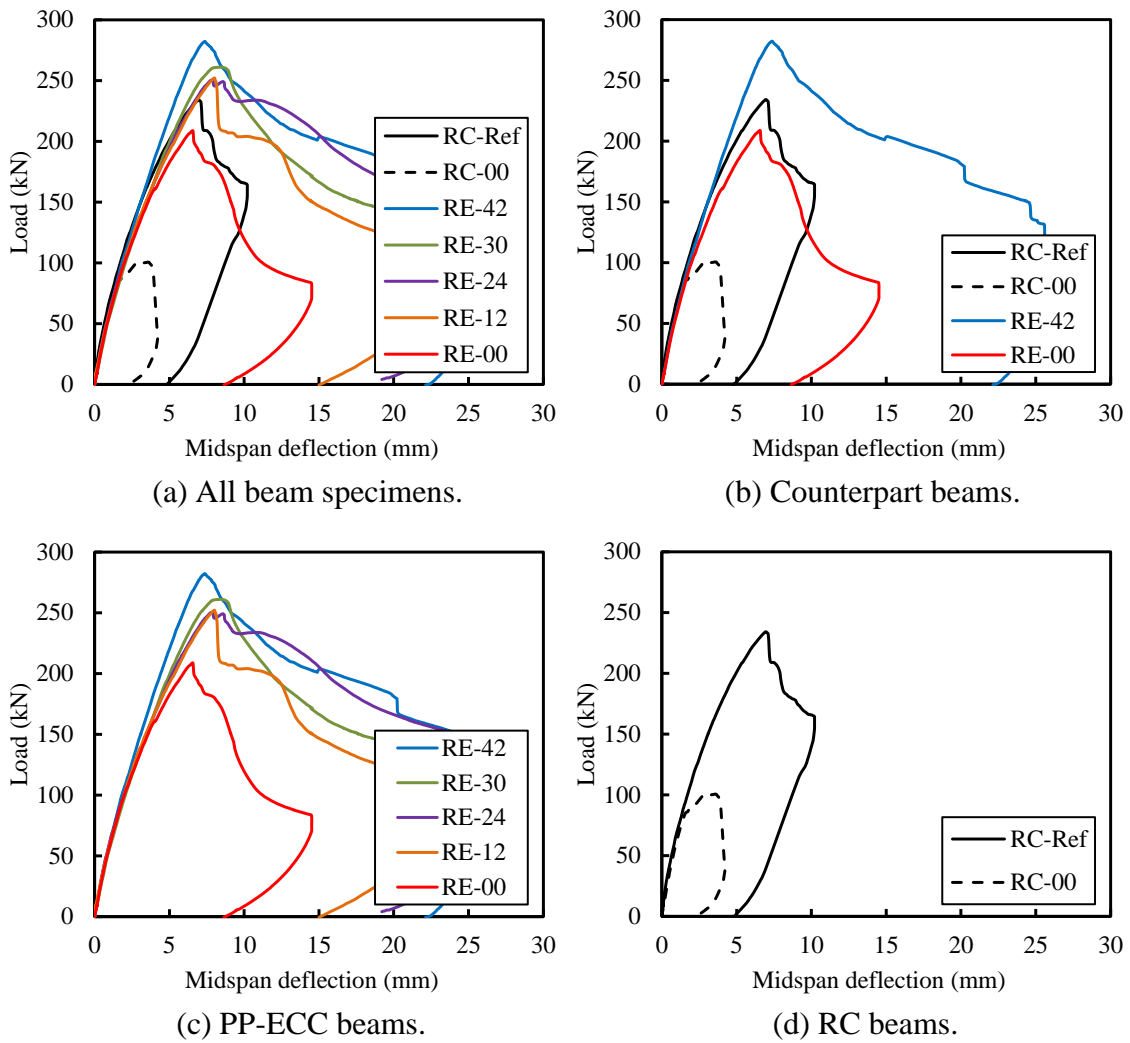 300
250
200
150
100
50
0
Load (kN)
RC-Ref
RC-00
RE-42
RE-30
RE-24
RE-12
RE-00
0 5 10 15 20 25 30
Midspan deflection (mm)
(a) All beam specimens.
300
250
200
150
100
50
0
Load (kN)
RC-Ref
RC-00
RE-42
RE-00
0 5 10 15 20 25 30
Midspan deflection (mm)
(b) Counterpart beams.
300
250
200
150
100
50
0
Load (kN)
RE-42
RE-30
RE-24
RE-12
RE-00
0 5 10 15 20 25 30
Midspan deflection (mm)
(c) PP-ECC beams.
300
250
200
150
100
50
0
Load (kN)
RC-Ref
RC-00
0 5 10 15 20 25 30
Midspan deflection (mm)
(d) RC beams.